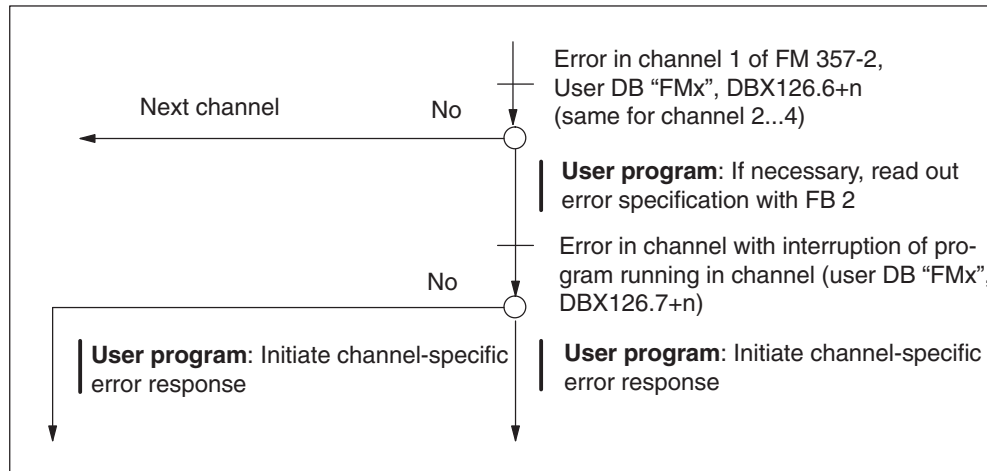 Error in channel 1 of FM 357-2,
User DB “FMx”, DBX126.6+n
(same for channel 2...4)
Next channel
No
User program: If necessary, read out
error specification with FB 2
Error in channel with interruption of pro-
gram running in channel (user DB “FMx”,
DBX126.7+n)
No
User program: Initiate channel-specific
error response
User program: Initiate channel-specific
error response